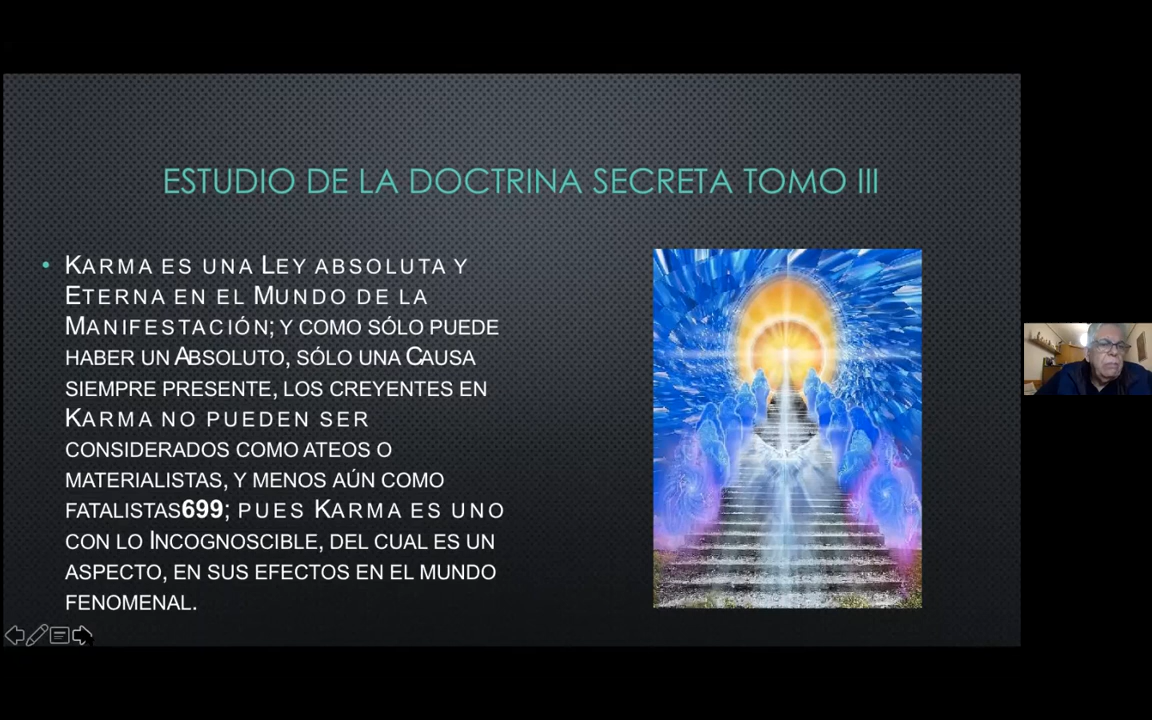 ESTUDIO DE LA DOCTRINA SECRETA TOMO III
• KARMA ES UNA LEY ABSOLUTA Y
ETERNA EN EL MUNDO DE LA
MANIFESTACIÓN; Y COMO SÓLO PUEDE
HABER UN ABSOLUTO, SÓLO UNA CAUSA
SIEMPRE PRESENTE, LOS CREYENTES EN
KARMA NO PUEDEN SER
CONSIDERADOS COMO ATEOS O
MATERIALISTAS, Y MENOS AÚN COMO
FATALISTAS699; PUES KARMA ES UNO
CON LO INCOGNOSCIBLE, DEL CUAL ES UN
ASPECTO, EN SUS EFECTOS EN EL MUNDO
FENOMENAL.